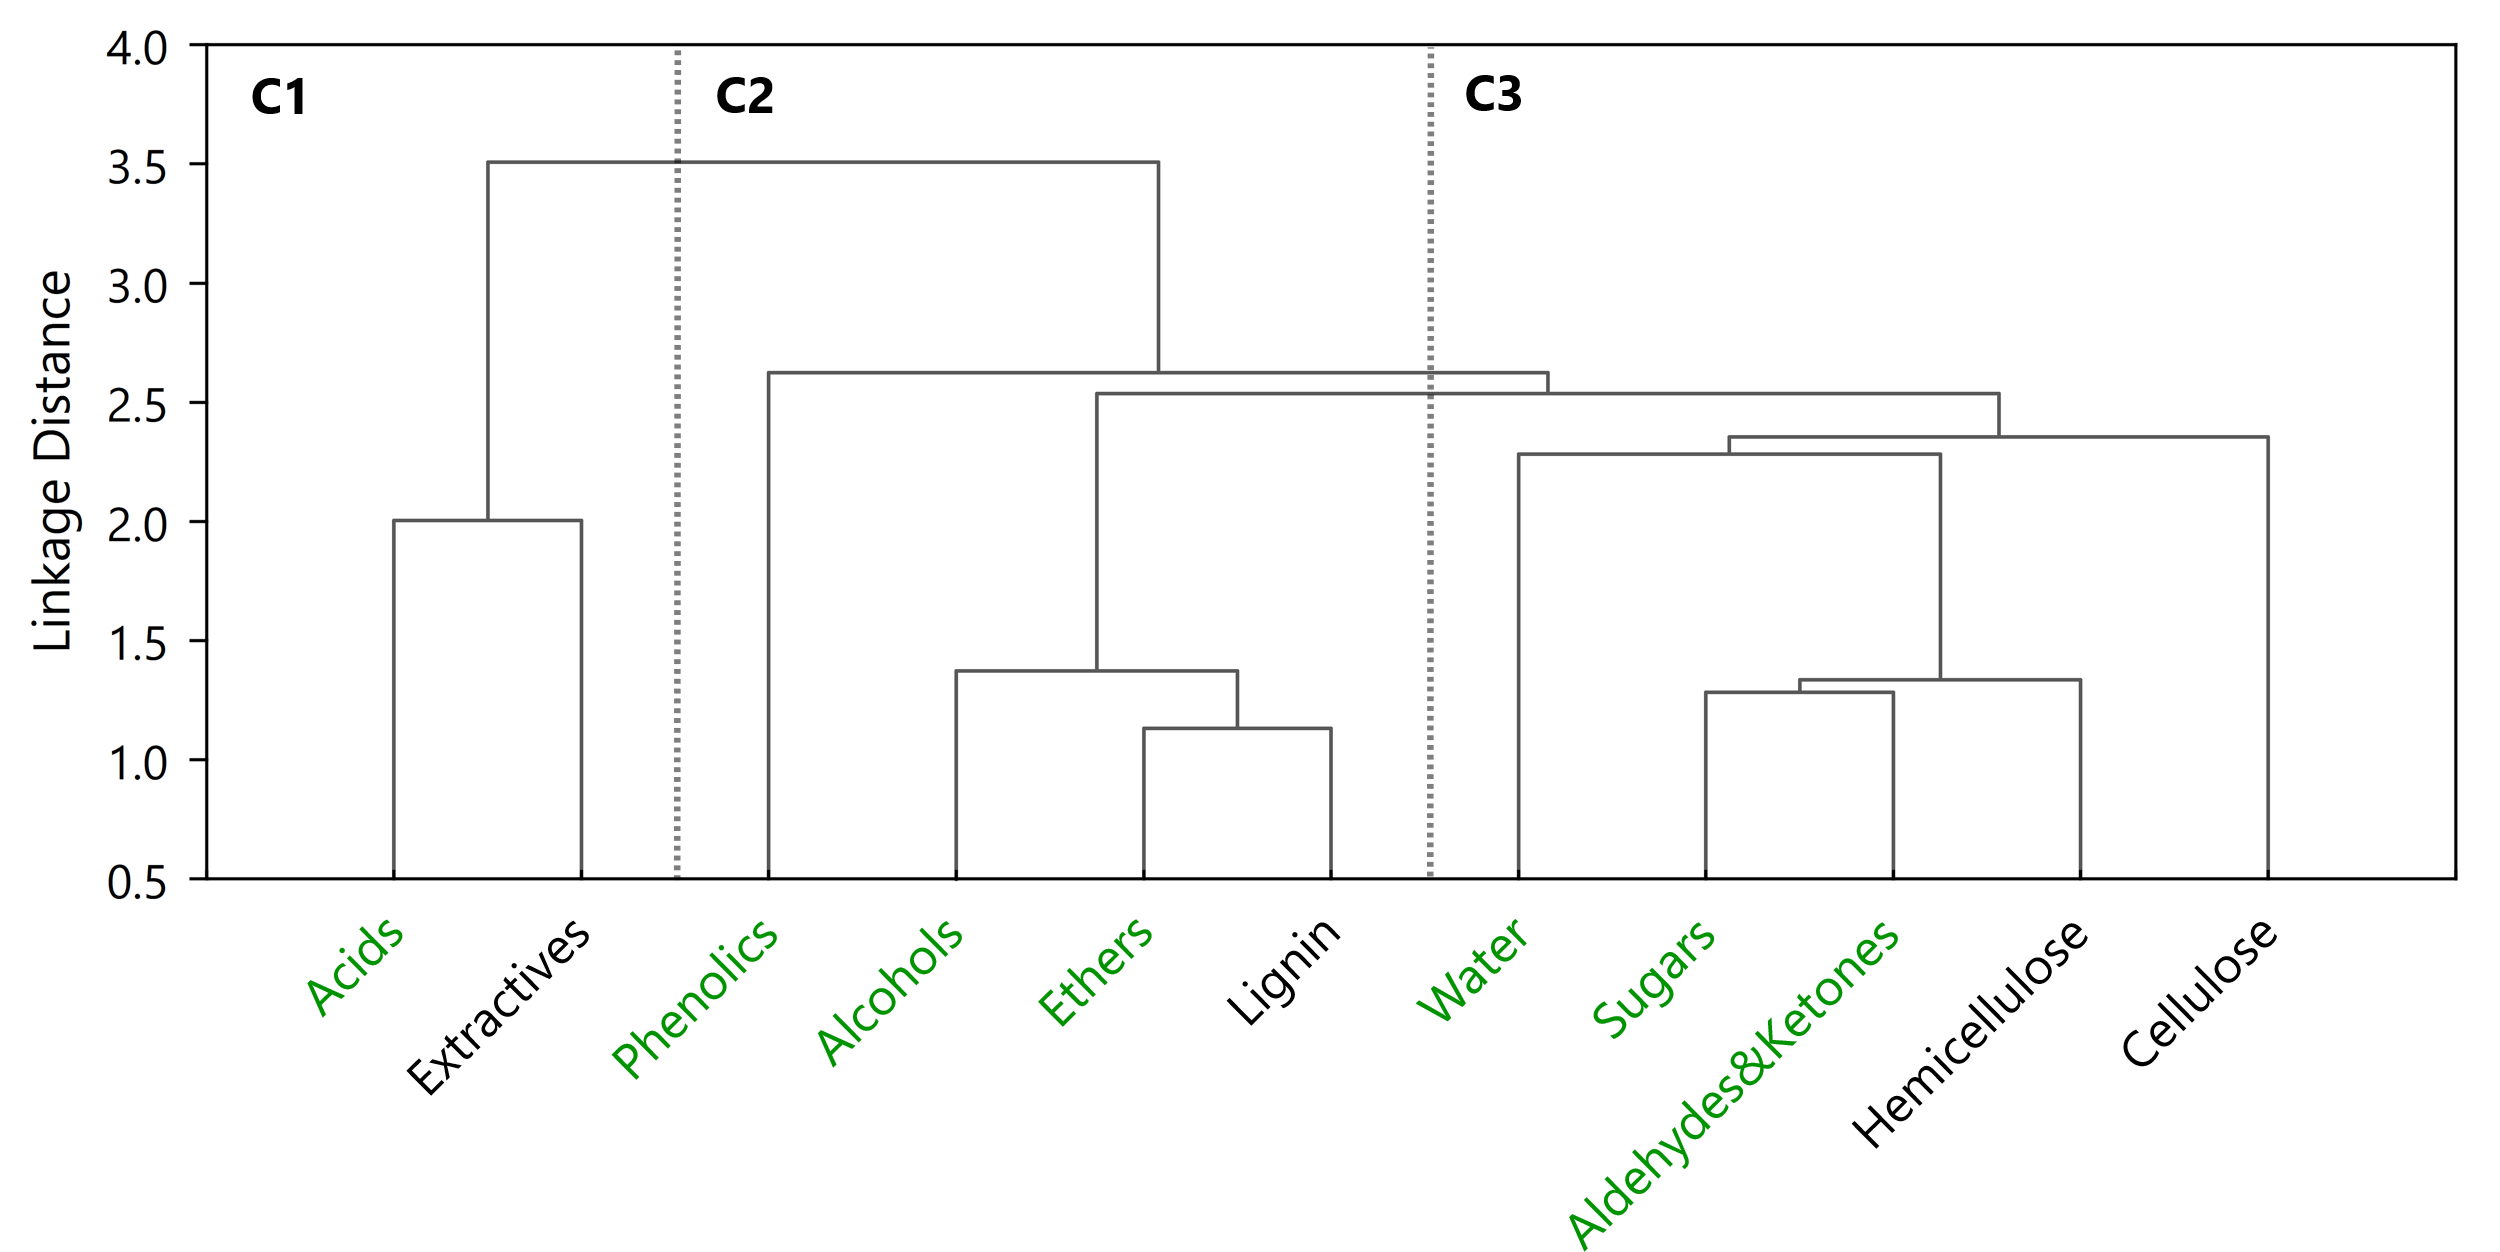 4.0
3.5
3.0
2.5
2.0
1.5
1.0
0.5
Linkage Distance
C1
C2
C3
Acids
Extractives
Phenolics
Alcohols
Ethers
Lignin
Water
Sugars
Aldehydes&Ketones
Hemicellulose
Cellulose